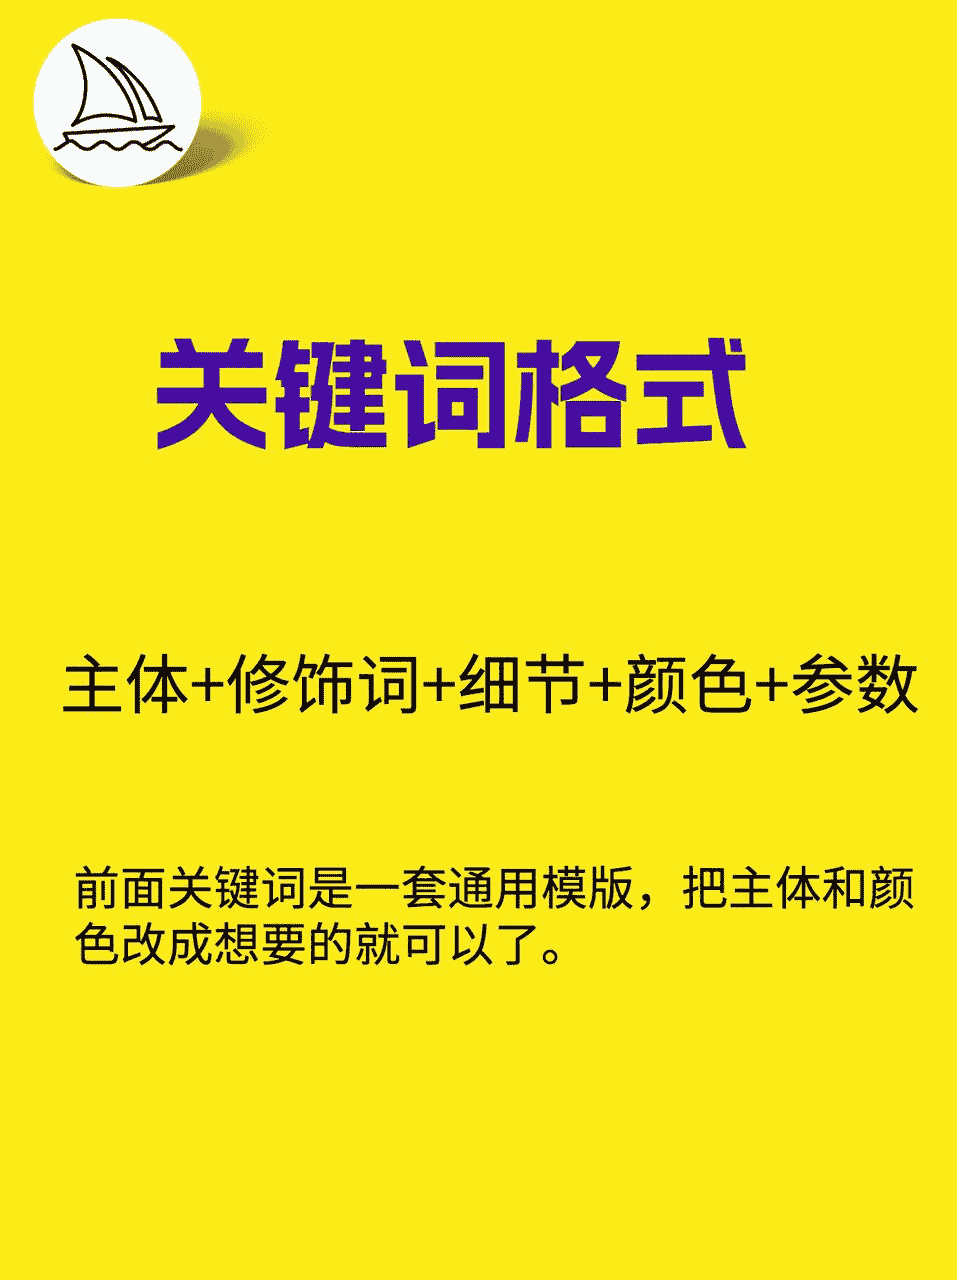 关键词格式
主体+修饰词+细节+颜色+参数
前面关键词是一套通用模版，把主体和颜
色改成想要的就可以了。